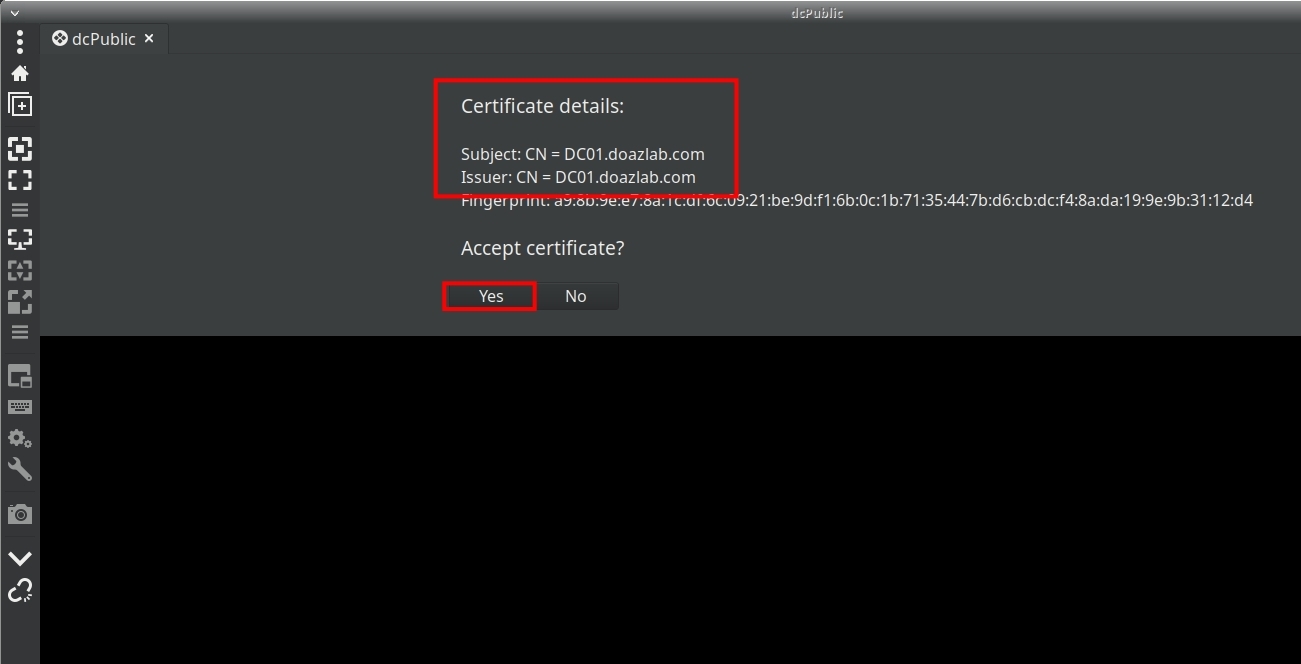 dcPublic
dcPublic
Certificate details:
Subject: CN = DC01.doazlab.com
Issuer: CN = DC01.doazlab.com
Fingerprint: a9:8b:9e:e7:8a:1c:df:6c:09:21:be:9d:f1:6b:0c:1b:71:35:44:7b:d6:cb:dc:f4:8a:da:19:9e:9b:31:12:d4
Accept certificate?
Yes No